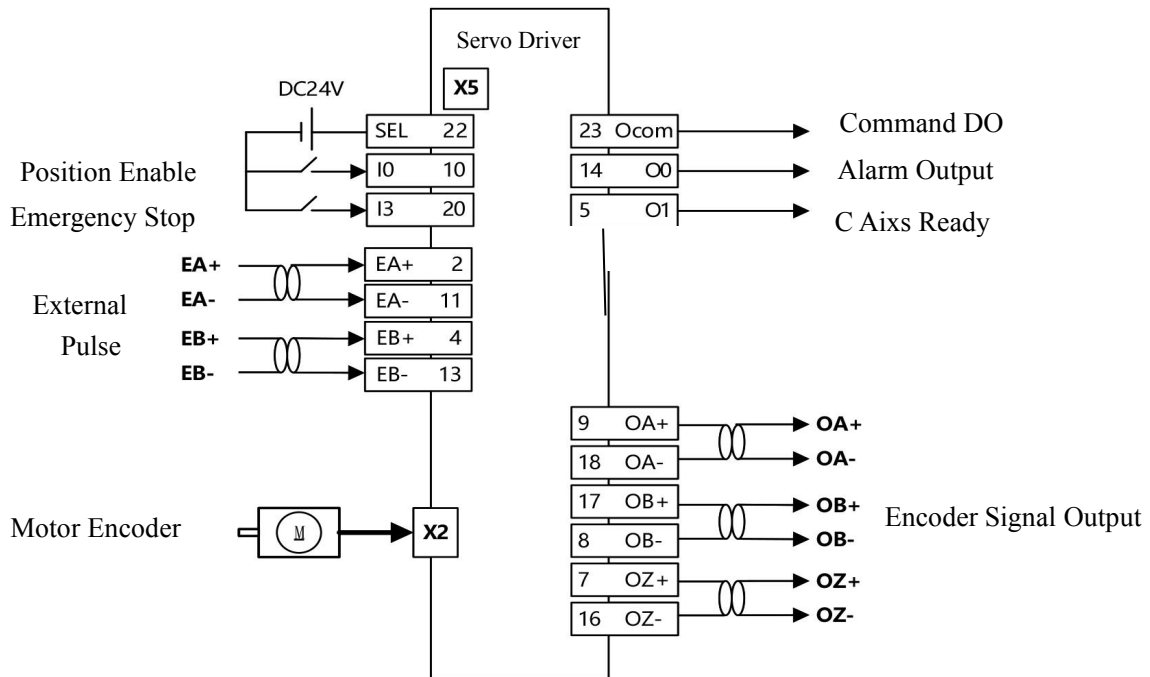 Servo Driver
X5
DC24V
SEL 22
23 Ocom
Command DO
Position Enable
I0 10
14 O0
Alarm Output
Emergency Stop
I3 20
5 O1
C Aixs Ready
EA+
EA+ 2
EA-
EA- 11
External
Pulse
EB+
EB+ 4
EB-
EB- 13
9 OA+
OA+
18 OA-
OA-
17 OB+
OB+
8 OB-
OB-
Encoder Signal Output
Motor Encoder
M
X2
7 OZ+
OZ+
16 OZ-
OZ-